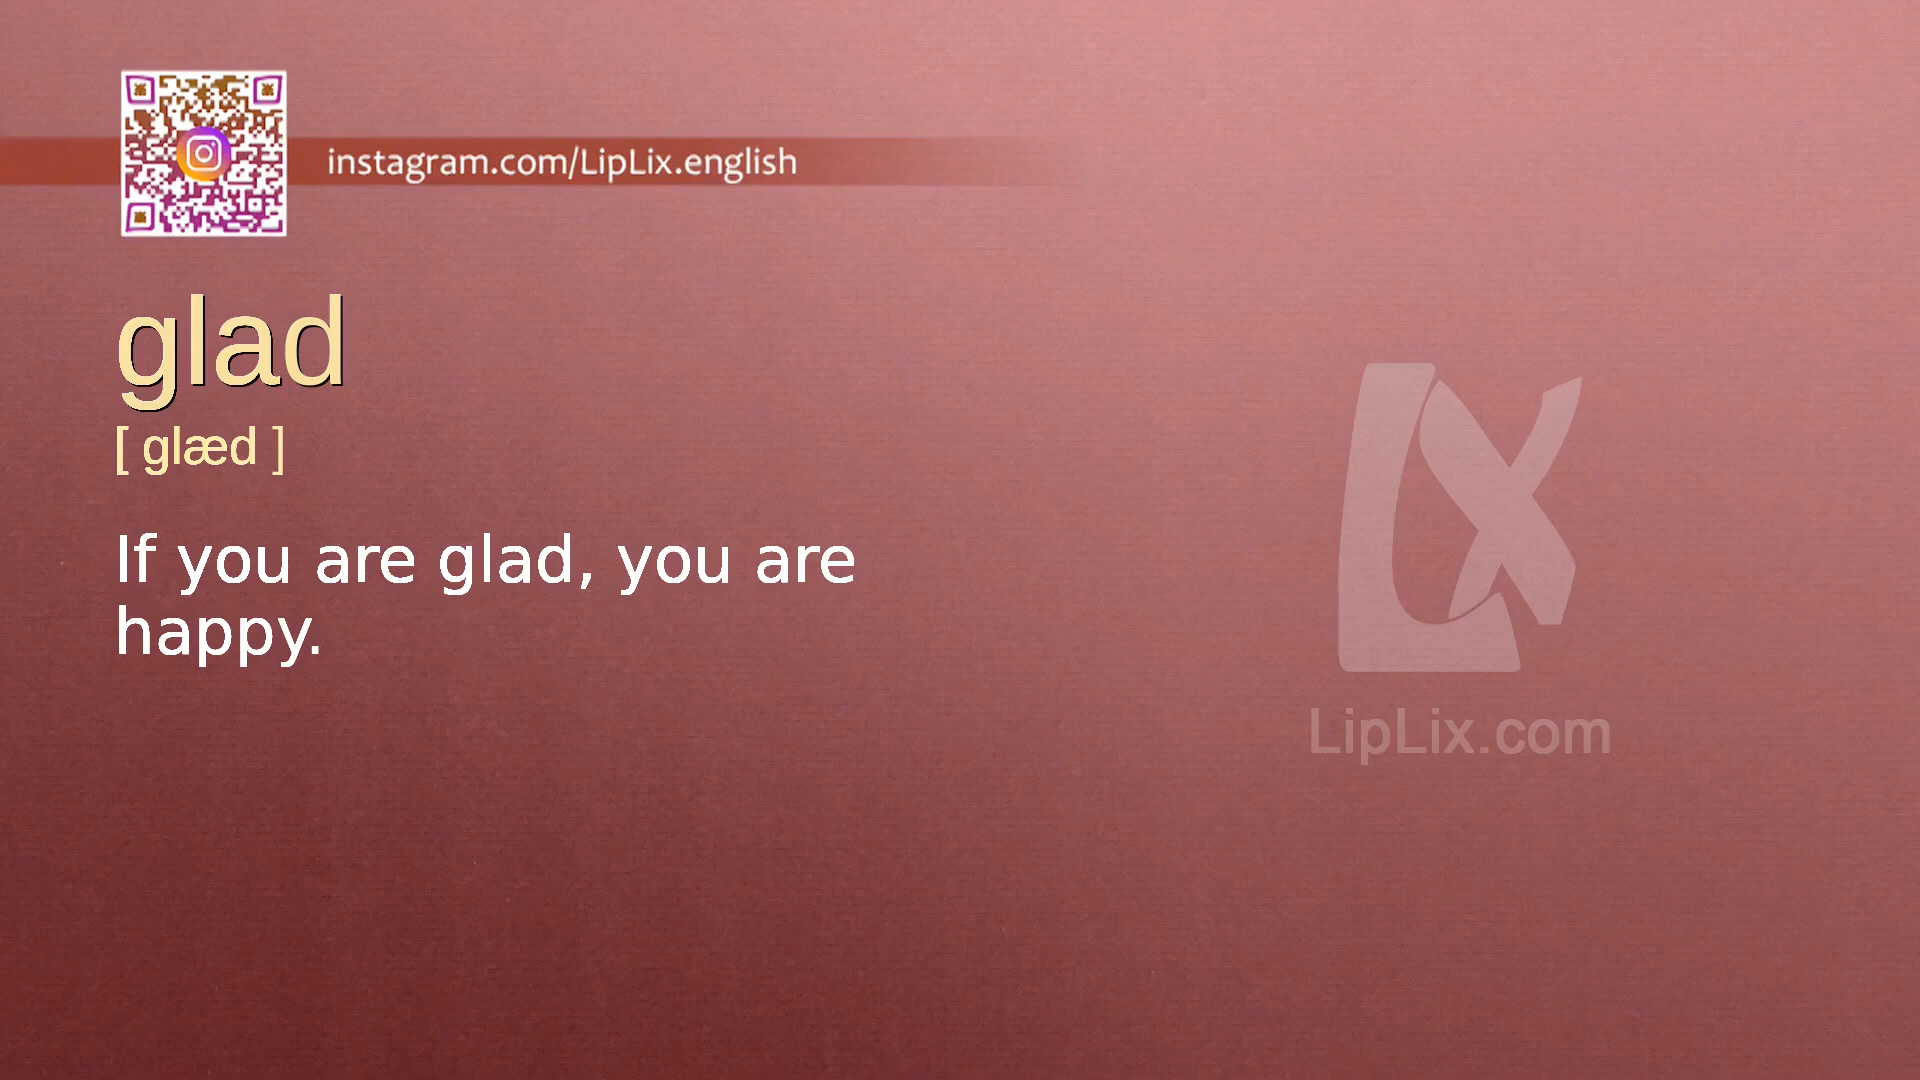 instagram.com/LipLix.english
glad
[ glæd ]
If you are glad, you are
happy.
LipLix.com